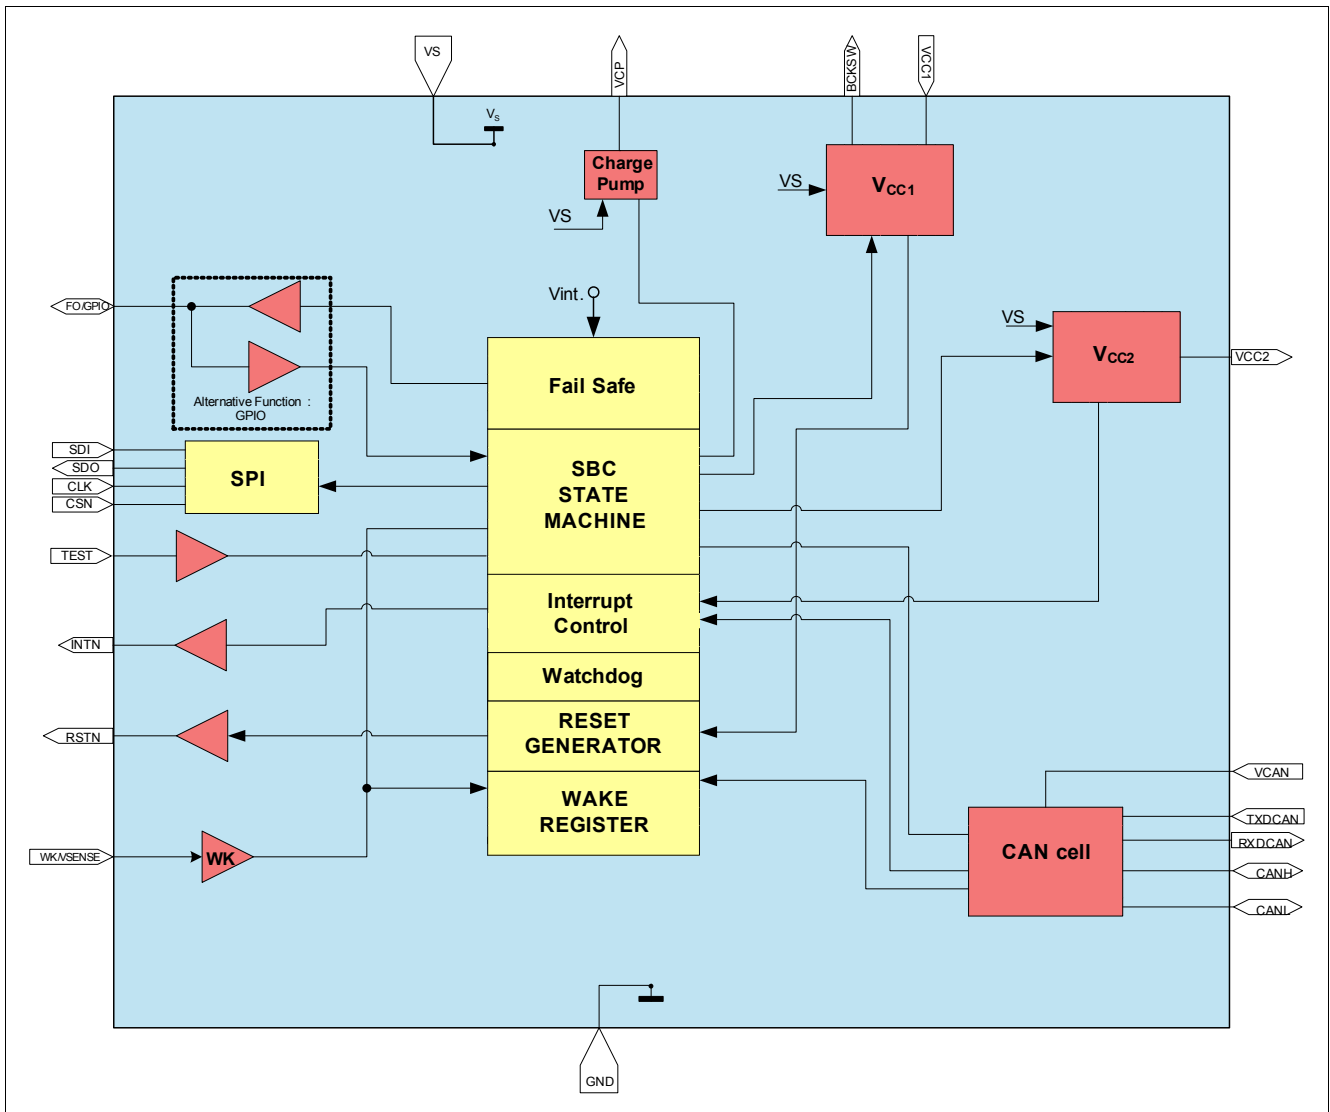 VS
VCP
BCKSW
VCC1
VS
Charge
Pump
VS
VS
VCC1
FO/GPIO
Alternative Function :
GPIO
Vint.
VS
VCC2
VCC2
Fail Safe
SDI
SDO
CLK
CSN
SPI
SBC
STATE
MACHINE
TEST
Interrupt
Control
INTN
Watchdog
RSTN
RESET
GENERATOR
WAKE
REGISTER
WK/VSENSE
WK
VCAN
TXDCAN
RXDCAN
CANH
CANL
CAN cell
GND